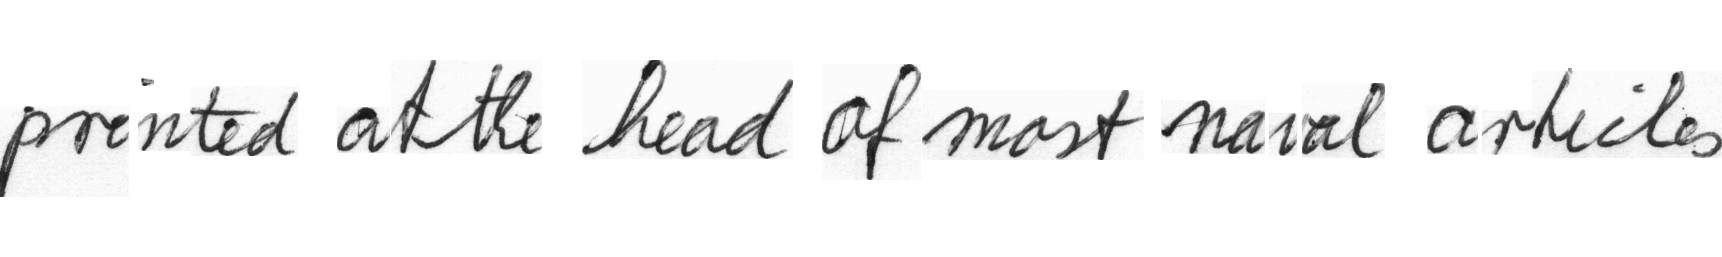 printed at the head of most naval articles